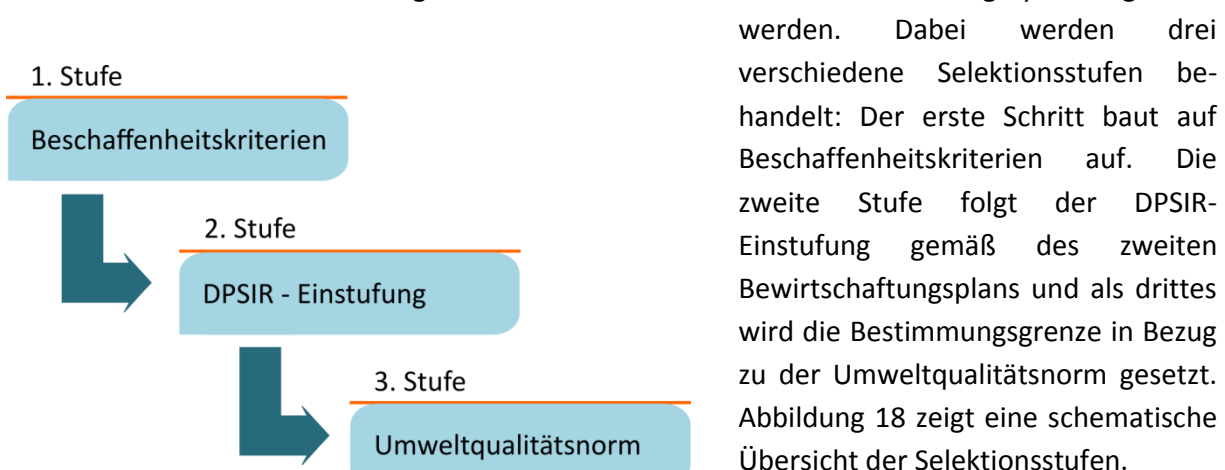 1. Stufe
Beschaffenheitskriterien
2. Stufe
DPSIR - Einstufung
3. Stufe
Umweltqualitätsnorm
werden. Dabei werden drei
verschiedene Selektionsstufen be-
handelt: Der erste Schritt baut auf
Beschaffenheitskriterien auf. Die
zweite Stufe folgt der DPSIR-
Einstufung gemäß des zweiten
Bewirtschaftungsplans und als drittes
wird die Bestimmungsgrenze in Bezug
zu der Umweltqualitätsnorm gesetzt.
Abbildung 18 zeigt eine schematische
Übersicht der Selektionsstufen.